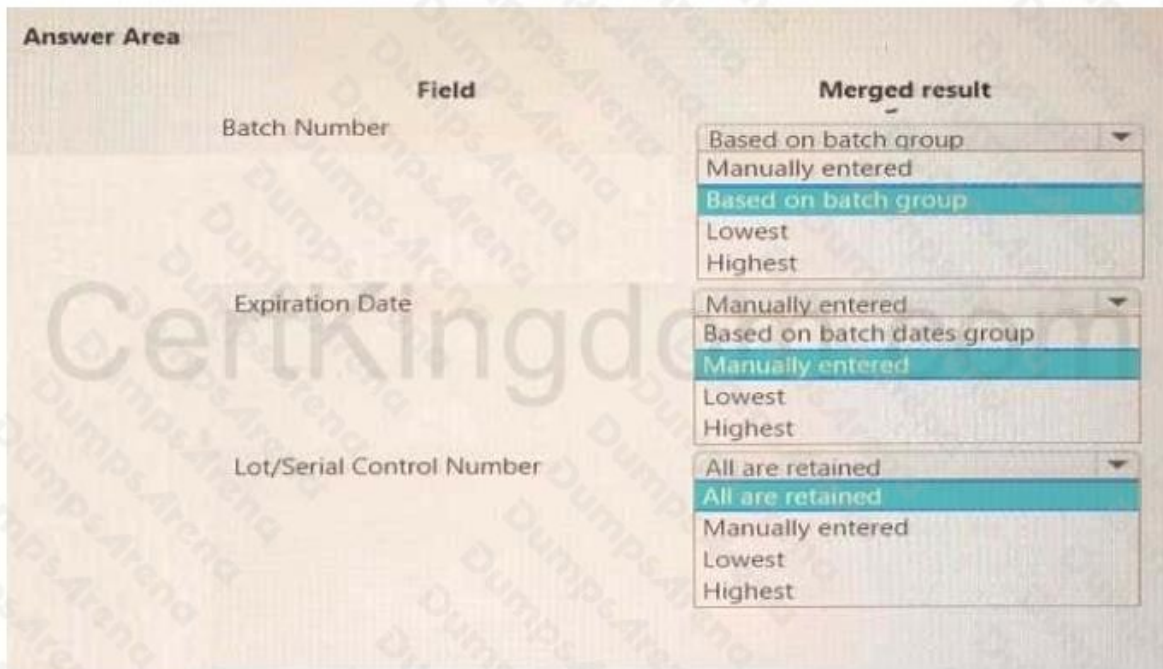 Answer Area
Field Merged result
Batch Number Based on batch group
Manually entered
Based on batch group
Lowest
Highest
Expiration Date Manually entered
Based on batch dates group
Manually entered
Lowest
Highest
Lot/Serial Control Number All are retained
All are retained
Manually entered
Lowest
Highest
DumpsArena